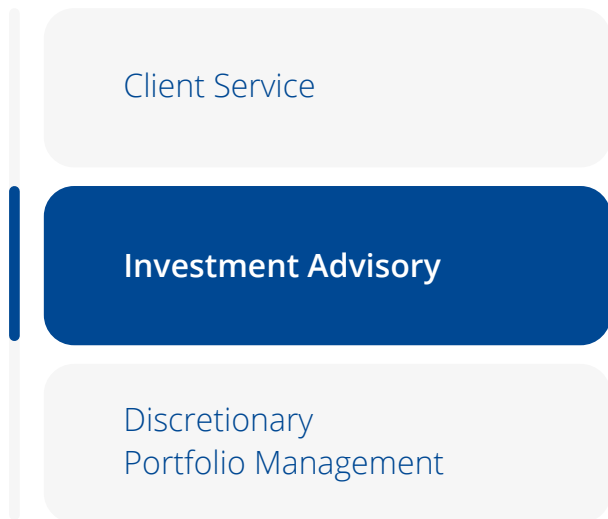 Client Service
Investment Advisory
Discretionary
Portfolio Management